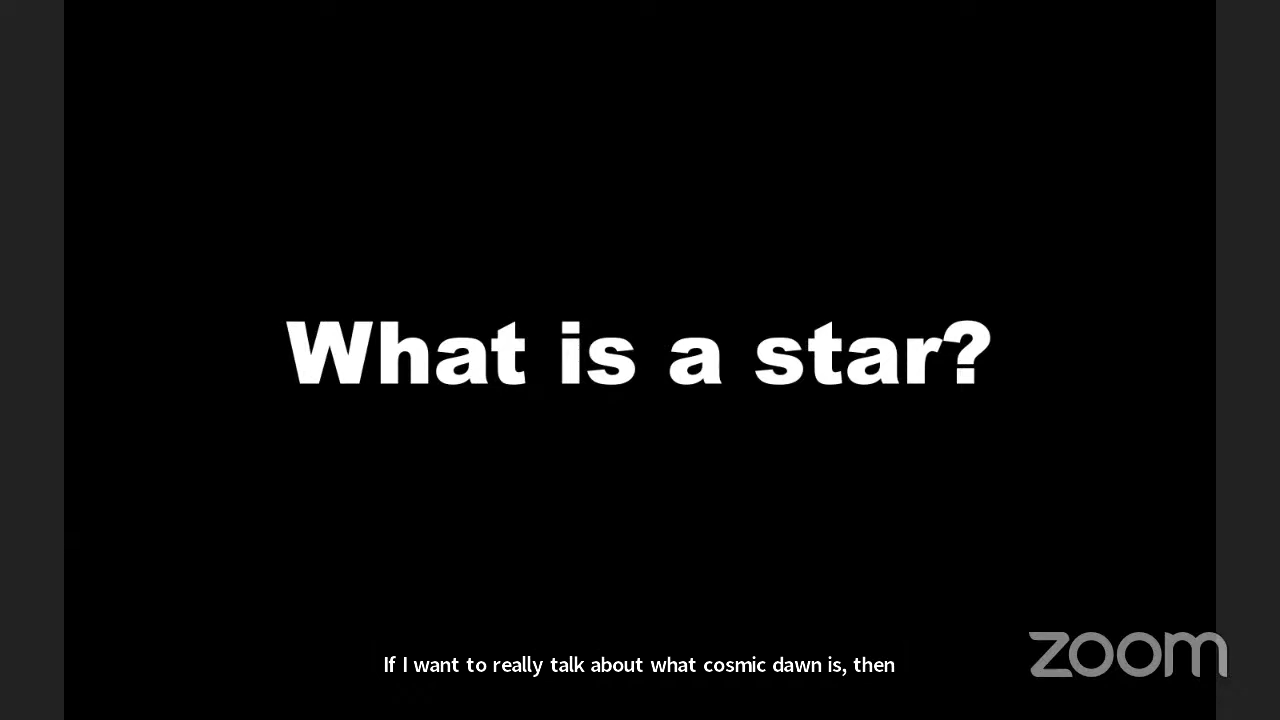 What is a star?
If I want to really talk about what cosmic dawn is, then
zoom